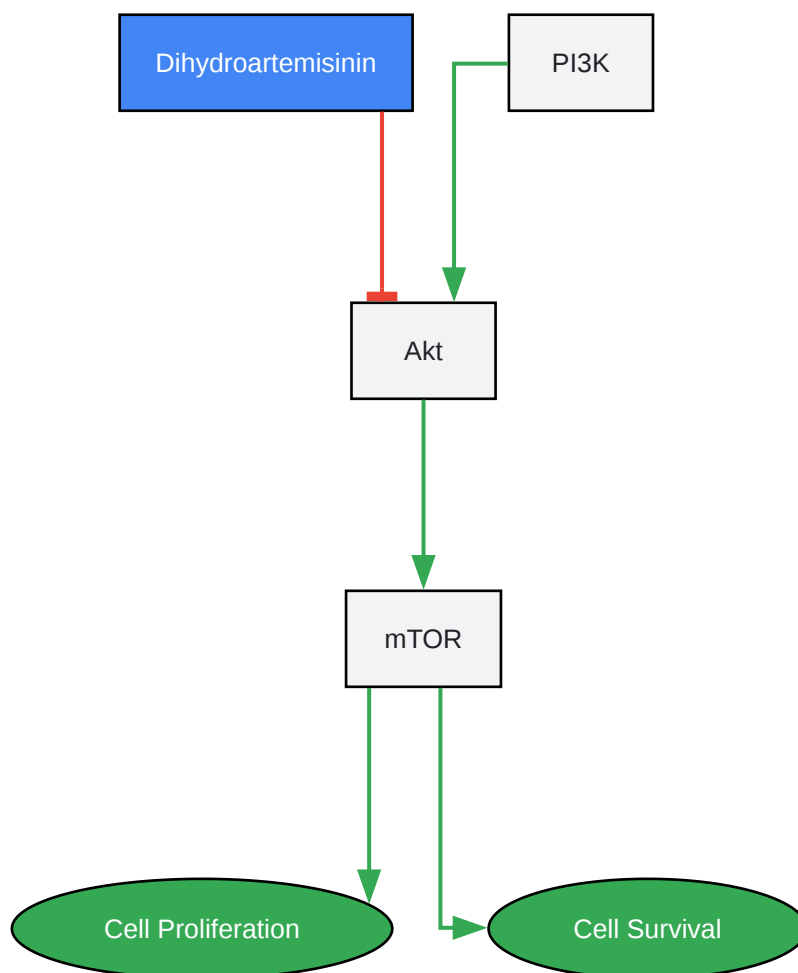 Dihydroartemisinin
PI3K
Akt
mTOR
Cell Proliferation
Cell Survival